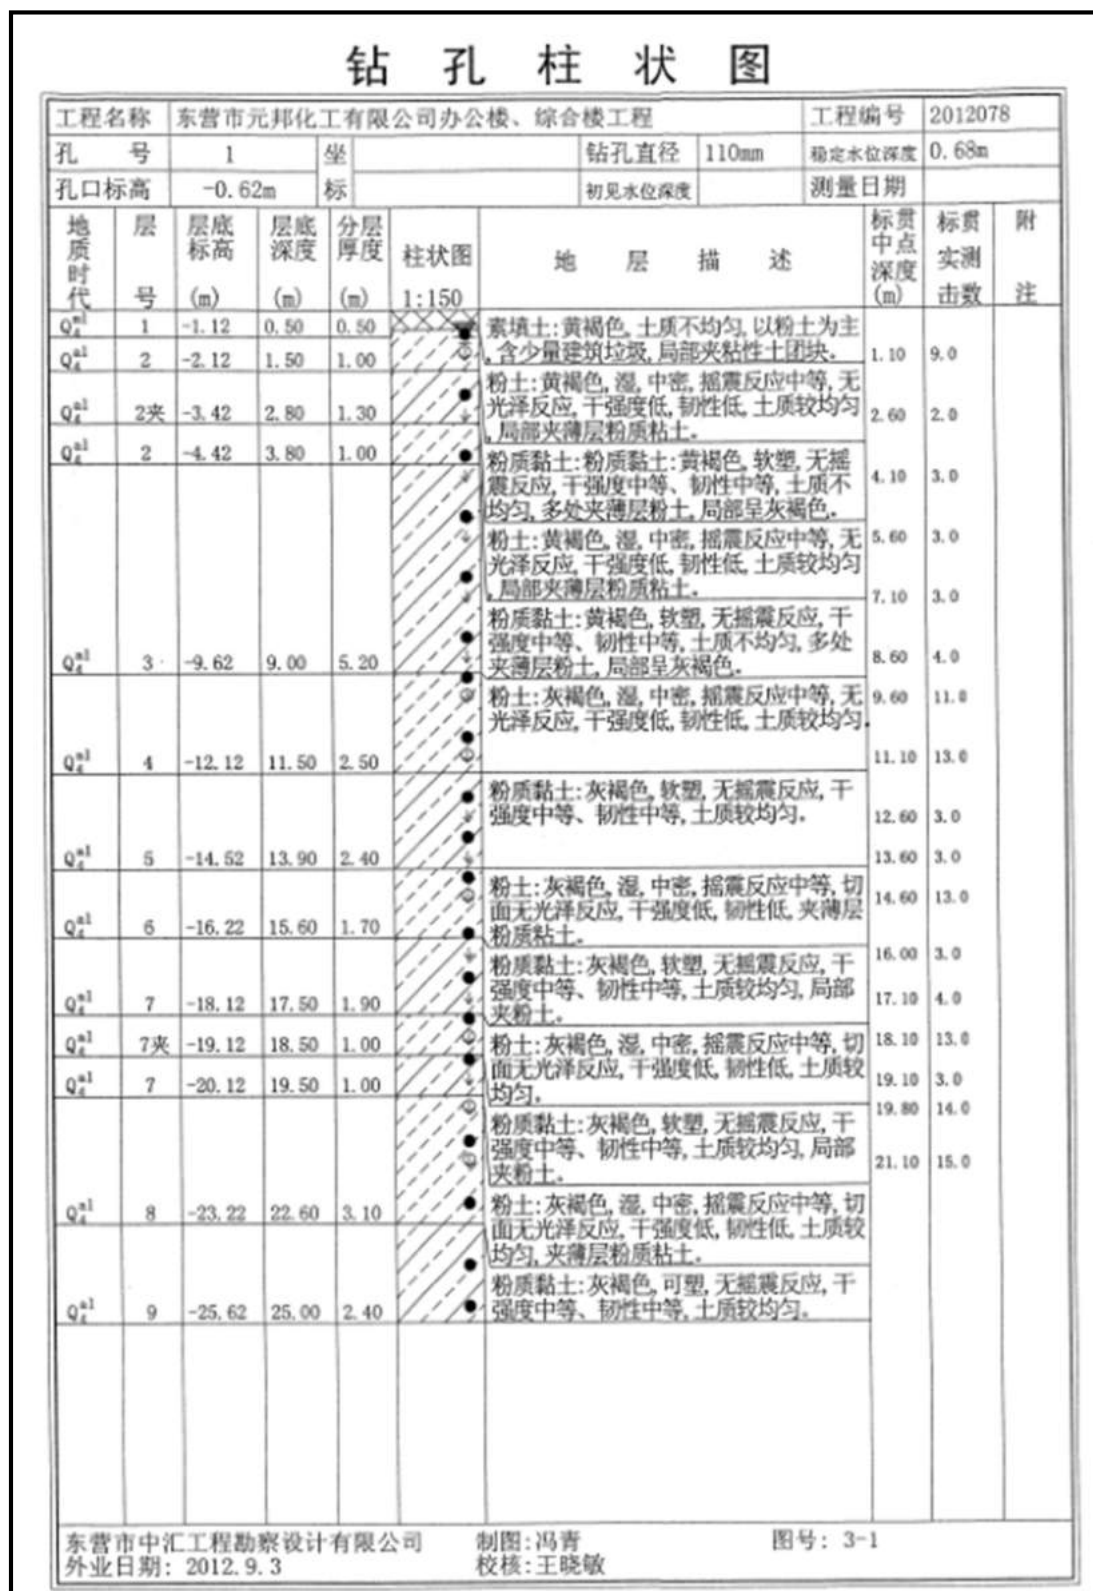 钻 孔 柱 状 图
工程名称 东营市元邦化工有限公司办公楼、综合楼工程 工程编号 2012078
孔 号 1 坐 钻孔直径 110mm 稳定水位深度 0.68m
孔口标高 -0.62m 标 初见水位深度 测量日期
地质时代 层号 层底标高(m) 层底深度(m) 分层厚度(m) 柱状图 1:150 地 层 描 述 标贯中点深度(m) 标贯实测击数 附注
Q₄ᵐˡ 1 -1.12 0.50 0.50
Q₄ᵃˡ 2 -2.12 1.50 1.00
Q₄ᵃˡ 2夹 -3.42 2.80 1.30
Q₄ᵃˡ 2 -4.42 3.80 1.00
Q₄ᵃˡ 3 -9.62 9.00 5.20
Q₄ᵃˡ 4 -12.12 11.50 2.50
Q₄ᵃˡ 5 -14.52 13.90 2.40
Q₄ᵃˡ 6 -16.22 15.60 1.70
Q₄ᵃˡ 7 -18.12 17.50 1.90
Q₄ᵃˡ 7夹 -19.12 18.50 1.00
Q₄ᵃˡ 7 -20.12 19.50 1.00
Q₄ᵃˡ 8 -23.22 22.60 3.10
Q₄ᵃˡ 9 -25.62 25.00 2.40
素填土:黄褐色,土质不均匀,以粉土为主
,含少量建筑垃圾,局部夹粘性土团块。
粉土:黄褐色,湿,中密,摇震反应中等,无
光泽反应,干强度低,韧性低,土质较均匀
,局部夹薄层粉质粘土。
粉质黏土:粉质黏土:黄褐色,软塑,无摇
震反应,干强度中等、韧性中等,土质不
均匀,多处夹薄层粉土,局部呈灰褐色。
粉土:黄褐色,湿,中密,摇震反应中等,无
光泽反应,干强度低,韧性低,土质较均匀
,局部夹薄层粉质粘土。
粉质黏土:黄褐色,软塑,无摇震反应,干
强度中等、韧性中等,土质不均匀,多处
夹薄层粉土,局部呈灰褐色。
粉土:灰褐色,湿,中密,摇震反应中等,无
光泽反应,干强度低,韧性低,土质较均匀.
粉质黏土:灰褐色,软塑,无摇震反应,干
强度中等、韧性中等,土质较均匀。
粉土:灰褐色,湿,中密,摇震反应中等,切
面无光泽反应,干强度低,韧性低,夹薄层
粉质粘土。
粉质黏土:灰褐色,软塑,无摇震反应,干
强度中等、韧性中等,土质较均匀,局部
夹粉土。
粉土:灰褐色,湿,中密,摇震反应中等,切
面无光泽反应,干强度低,韧性低,土质较
均匀。
粉质黏土:灰褐色,软塑,无摇震反应,干
强度中等、韧性中等,土质较均匀,局部
夹粉土。
粉土:灰褐色,湿,中密,摇震反应中等,切
面无光泽反应,干强度低,韧性低,土质较
均匀,夹薄层粉质粘土。
粉质黏土:灰褐色,可塑,无摇震反应,干
强度中等、韧性中等,土质较均匀。
1.10 9.0
2.60 2.0
4.10 3.0
5.60 3.0
7.10 3.0
8.60 4.0
9.60 11.0
11.10 13.0
12.60 3.0
13.60 3.0
14.60 13.0
16.00 3.0
17.10 4.0
18.10 13.0
19.10 3.0
19.80 14.0
21.10 15.0
东营市中汇工程勘察设计有限公司 制图:冯青 图号: 3-1
外业日期: 2012.9.3 校核:王晓敏